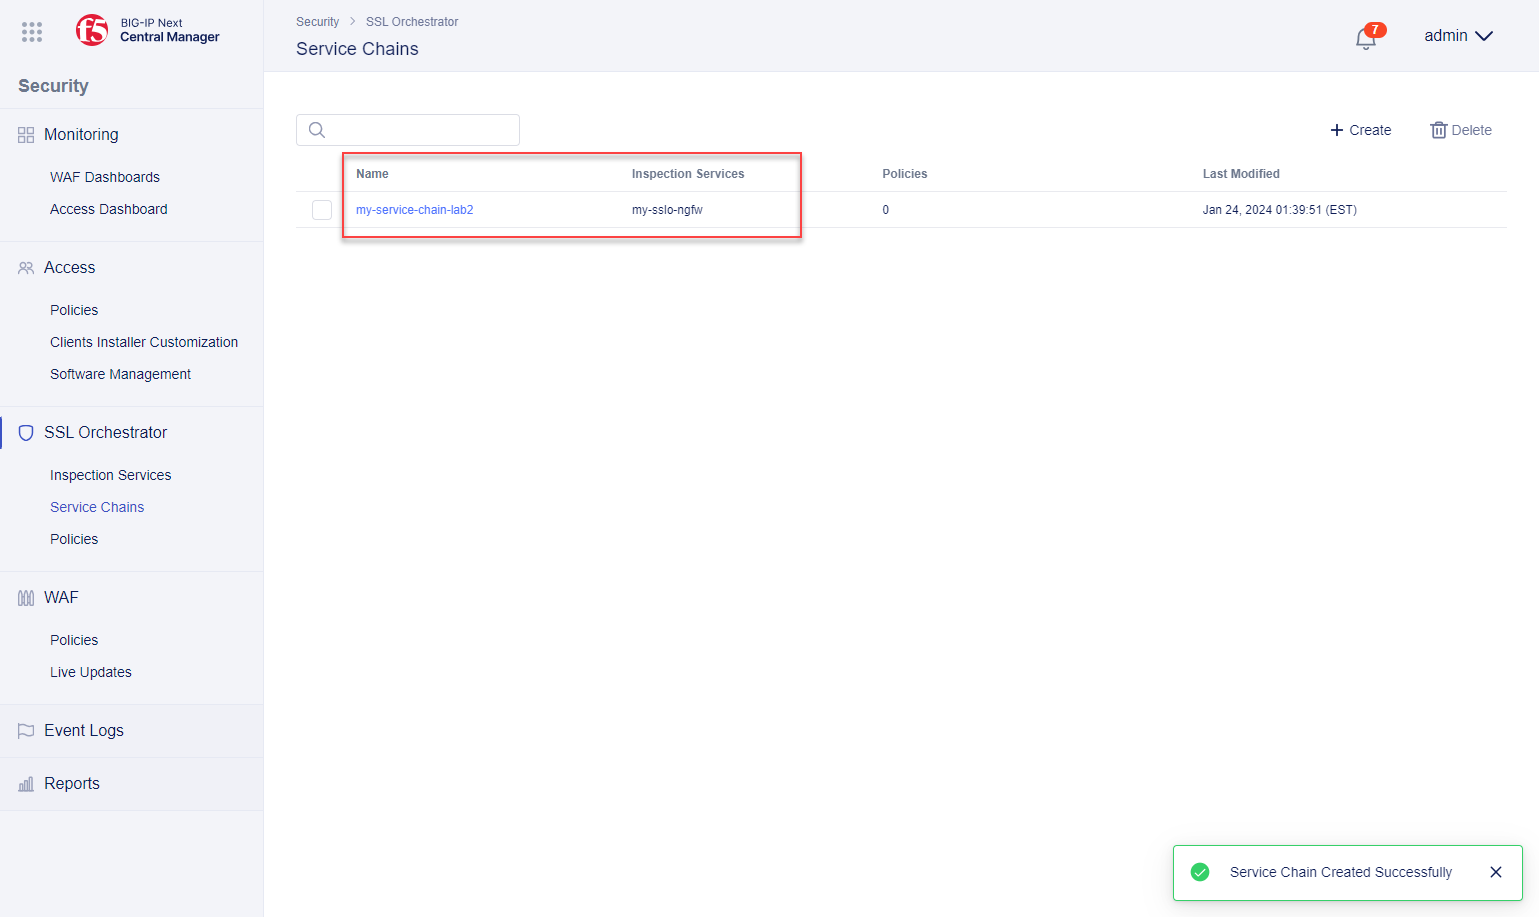 f5
BIG-IP Next
Central Manager
Security
Monitoring
WAF Dashboards
Access Dashboard
Access
Policies
Clients Installer Customization
Software Management
SSL Orchestrator
Inspection Services
Service Chains
Policies
WAF
Policies
Live Updates
Event Logs
Reports
Security > SSL Orchestrator
Service Chains
7
admin
+ Create Delete
Name Inspection Services Policies Last Modified
my-service-chain-lab2 my-sslo-ngfw 0 Jan 24, 2024 01:39:51 (EST)
Service Chain Created Successfully